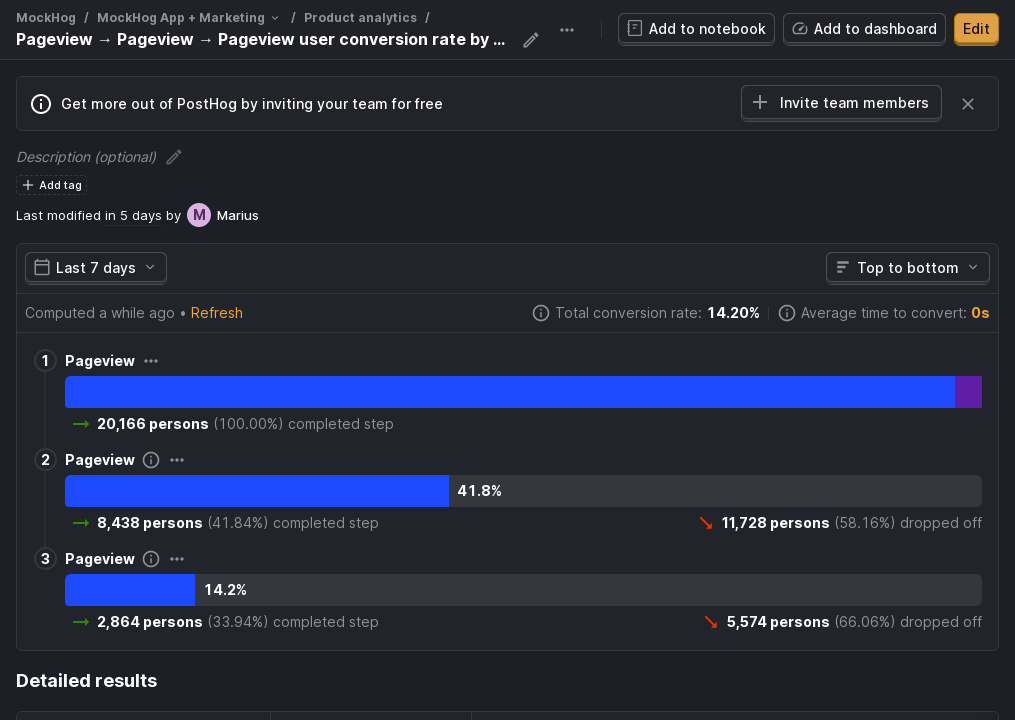 MockHog / MockHog App + Marketing / Product analytics /
Pageview → Pageview → Pageview user conversion rate by ...
Add to notebook
Add to dashboard
Edit
Get more out of PostHog by inviting your team for free
Invite team members
Description (optional)
Add tag
Last modified in 5 days by M Marius
Last 7 days
Top to bottom
Computed a while ago • Refresh
Total conversion rate: 14.20%
Average time to convert: 0s
1 Pageview
20,166 persons (100.00%) completed step
2 Pageview
41.8%
8,438 persons (41.84%) completed step
11,728 persons (58.16%) dropped off
3 Pageview
14.2%
2,864 persons (33.94%) completed step
5,574 persons (66.06%) dropped off
Detailed results